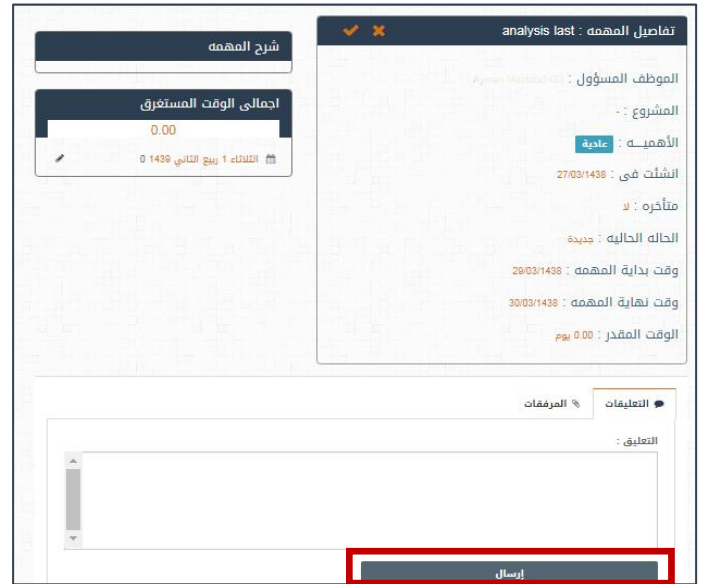 تفاصيل المهمه : analysis last
الموظف المسؤول :
المشروع : -
الأهميـــه : عادية
انشئت فى : 27/03/1438
متأخره : لا
الحاله الحاليه : جديدة
وقت بداية المهمه : 29/03/1438
وقت نهاية المهمه : 30/03/1438
الوقت المقدر : 0.00 يوم
شرح المهمه
اجمالى الوقت المستغرق
0.00
الثلاثاء 1 ربيع الثاني 1439 0
التعليقات
المرفقات
التعليق :
إرسال